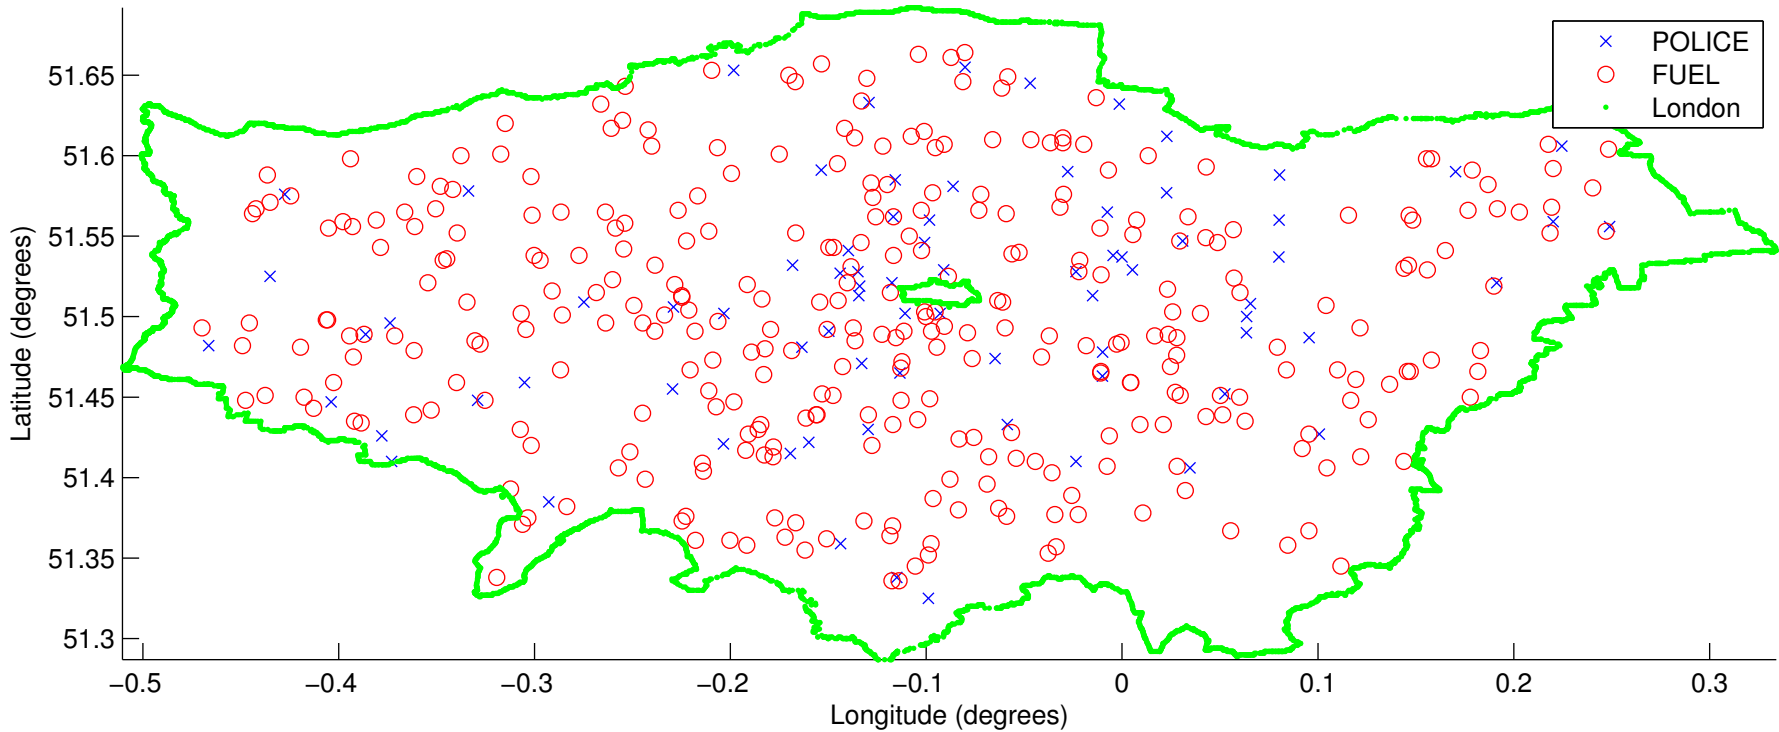 POLICE
FUEL
London
51.65
51.6
51.55
51.5
51.45
51.4
51.35
51.3
Latitude (degrees)
−0.5 −0.4 −0.3 −0.2 −0.1 0 0.1 0.2 0.3
Longitude (degrees)